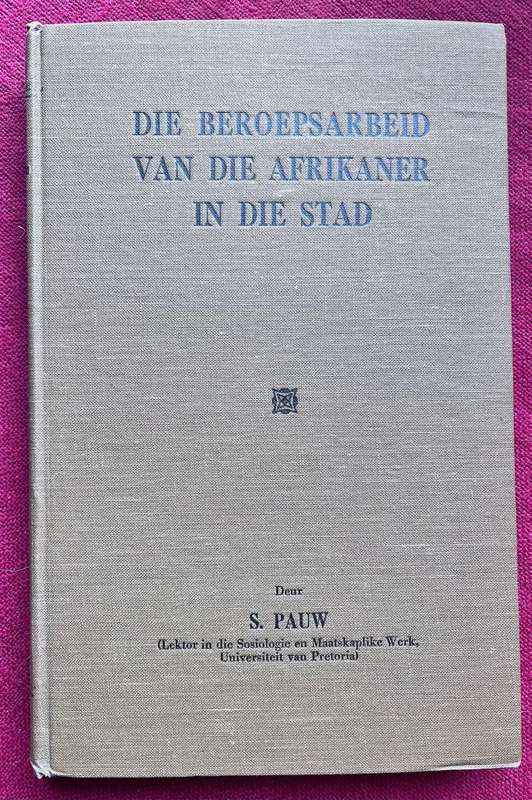 DIE BEROEPSARBEID
VAN DIE AFRIKANER
IN DIE STAD
Deur
S. PAUW
(Lektor in die Sosiologie en Maatskaplike Werk,
Universiteit van Pretoria)